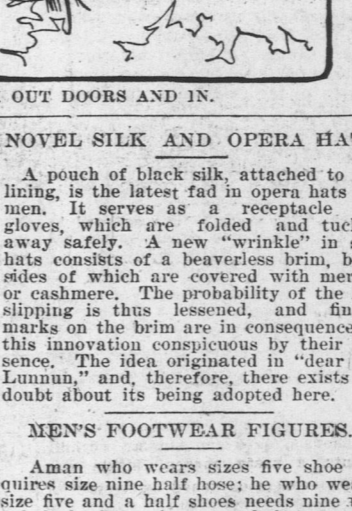 OUT DOORS AND IN.
NOVEL SILK AND OPERA HA
A pouch of black silk, attached to
lining, is the latest fad in opera hats
men. It serves as a receptacle
gloves, which are folded and tuc
away safely. A new "wrinkle" in
hats consists of a beaverless brim, b
sides of which are covered with mer
or cashmere. The probability of the
slipping is thus lessened, and fin
marks on the brim are in consequence
this innovation conspicuous by their
sence. The idea originated in "dear
Lunnun," and, therefore, there exists
doubt about its being adopted here.
MEN'S FOOTWEAR FIGURES.
Aman who wears sizes five shoe
quires size nine half hose; he who we
size five and a half shoes needs nine